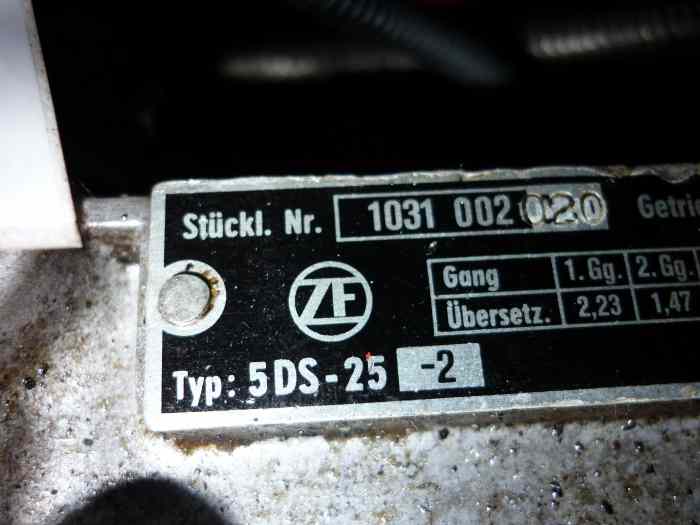 Stückl. Nr. 1031 002 020 Getrie
ZF
Gang 1.Gg. 2.Gg.
Übersetz. 2,23 1,47
Typ: 5DS-25 -2